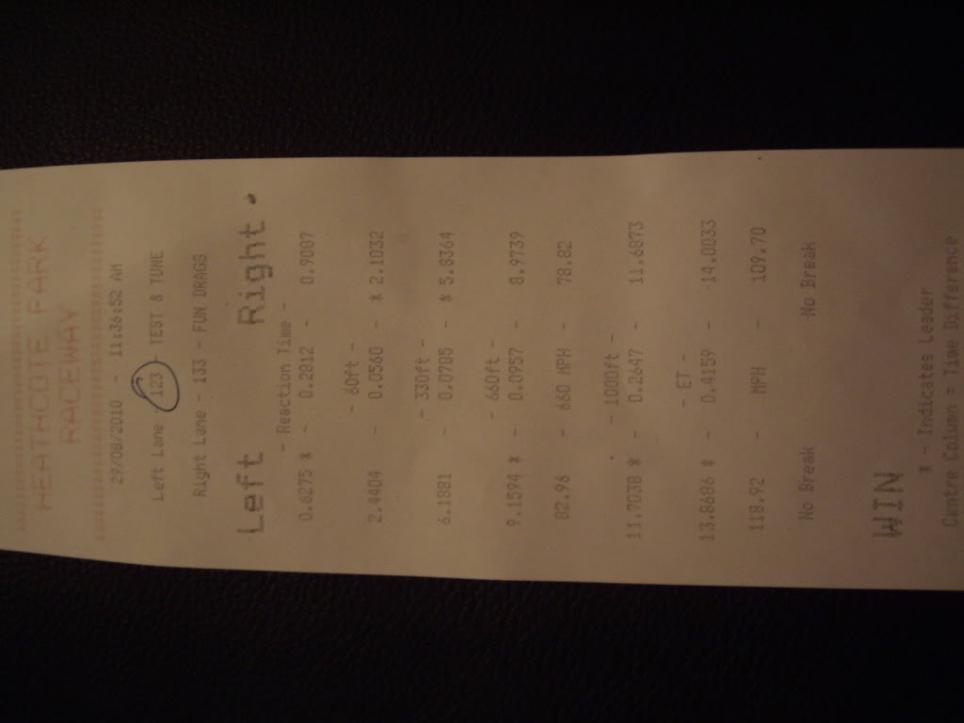 HEATHCOTE PARK
RACEWAY
29/08/2010 - 11:36:52 AM
Left Lane - 123 - TEST & TUNE
Right Lane - 133 - FUN DRAGS
Left Right
- Reaction Time -
0.6275 * - 0.2812 - 0.9087
- 60ft -
2.4404 - 0.0560 - * 2.1032
- 330ft -
6.1881 - 0.0705 - * 5.8364
- 660ft -
9.1594 * - 0.0957 - 8.9739
82.96 - 660 MPH - 78.82
- 1000ft -
11.7038 * - 0.2647 - 11.6873
- ET -
13.8686 * - 0.4159 - 14.0033
118.92 - MPH - 109.70
No Break No Break
WIN
* - Indicates Leader
Centre Column = Time Difference